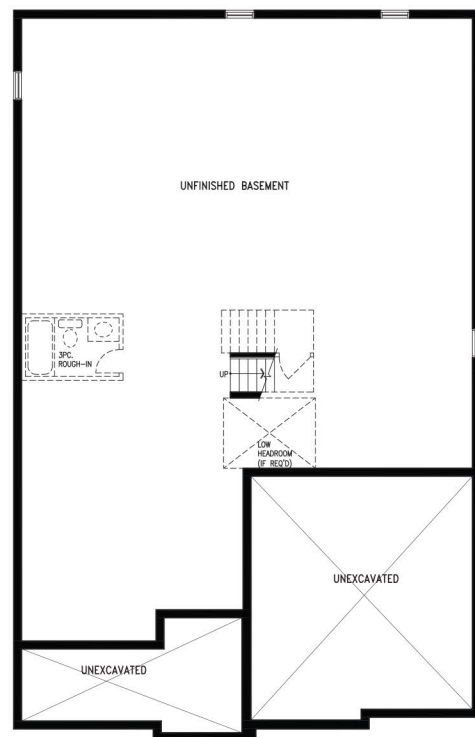 UNFINISHED BASEMENT
3PC.
ROUGH-IN
UP
LOW
HEADROOM
(IF REQ'D)
UNEXCAVATED
UNEXCAVATED